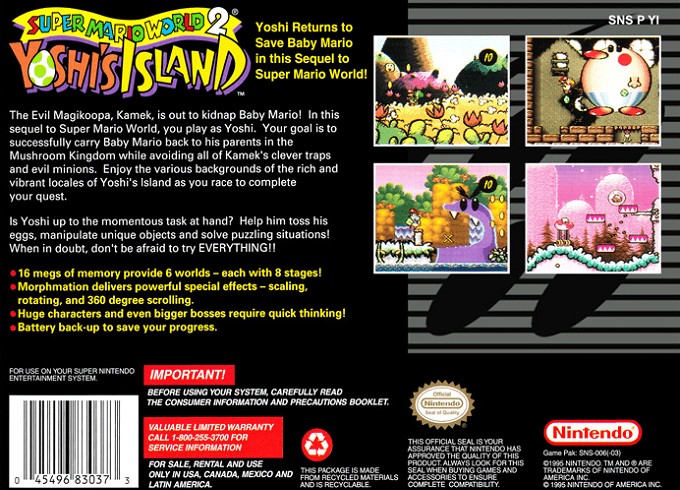 SUPER MARIO WORLD 2®
YOSHI'S ISLAND™
Yoshi Returns to
Save Baby Mario
in this Sequel to
Super Mario World!
SNS P YI
The Evil Magikoopa, Kamek, is out to kidnap Baby Mario! In this
sequel to Super Mario World, you play as Yoshi. Your goal is to
successfully carry Baby Mario back to his parents in the
Mushroom Kingdom while avoiding all of Kamek's clever traps
and evil minions. Enjoy the various backgrounds of the rich and
vibrant locales of Yoshi's Island as you race to complete
your quest.
Is Yoshi up to the momentous task at hand? Help him toss his
eggs, manipulate unique objects and solve puzzling situations!
When in doubt, don't be afraid to try EVERYTHING!!
• 16 megs of memory provide 6 worlds – each with 8 stages!
• Morphmation delivers powerful special effects – scaling,
rotating, and 360 degree scrolling.
• Huge characters and even bigger bosses require quick thinking!
• Battery back-up to save your progress.
FOR USE ON YOUR SUPER NINTENDO
ENTERTAINMENT SYSTEM.
0 45496 83037 3
IMPORTANT!
BEFORE USING YOUR SYSTEM, CAREFULLY READ
THE CONSUMER INFORMATION AND PRECAUTIONS BOOKLET.
VALUABLE LIMITED WARRANTY
CALL 1-800-255-3700 FOR
SERVICE INFORMATION
FOR SALE, RENTAL AND USE
ONLY IN USA, CANADA, MEXICO AND
LATIN AMERICA.
THIS PACKAGE IS MADE
FROM RECYCLED MATERIALS
AND IS RECYCLABLE.
Official
Nintendo
Seal of Quality
THIS OFFICIAL SEAL IS YOUR
ASSURANCE THAT NINTENDO HAS
APPROVED THE QUALITY OF THIS
PRODUCT. ALWAYS LOOK FOR THIS
SEAL WHEN BUYING GAMES AND
ACCESSORIES TO ENSURE
COMPLETE COMPATIBILITY.
Nintendo®
Game Pak: SNS-006(-03)
©1995 NINTENDO. TM AND ® ARE
TRADEMARKS OF NINTENDO OF
AMERICA INC.
© 1995 NINTENDO OF AMERICA INC.